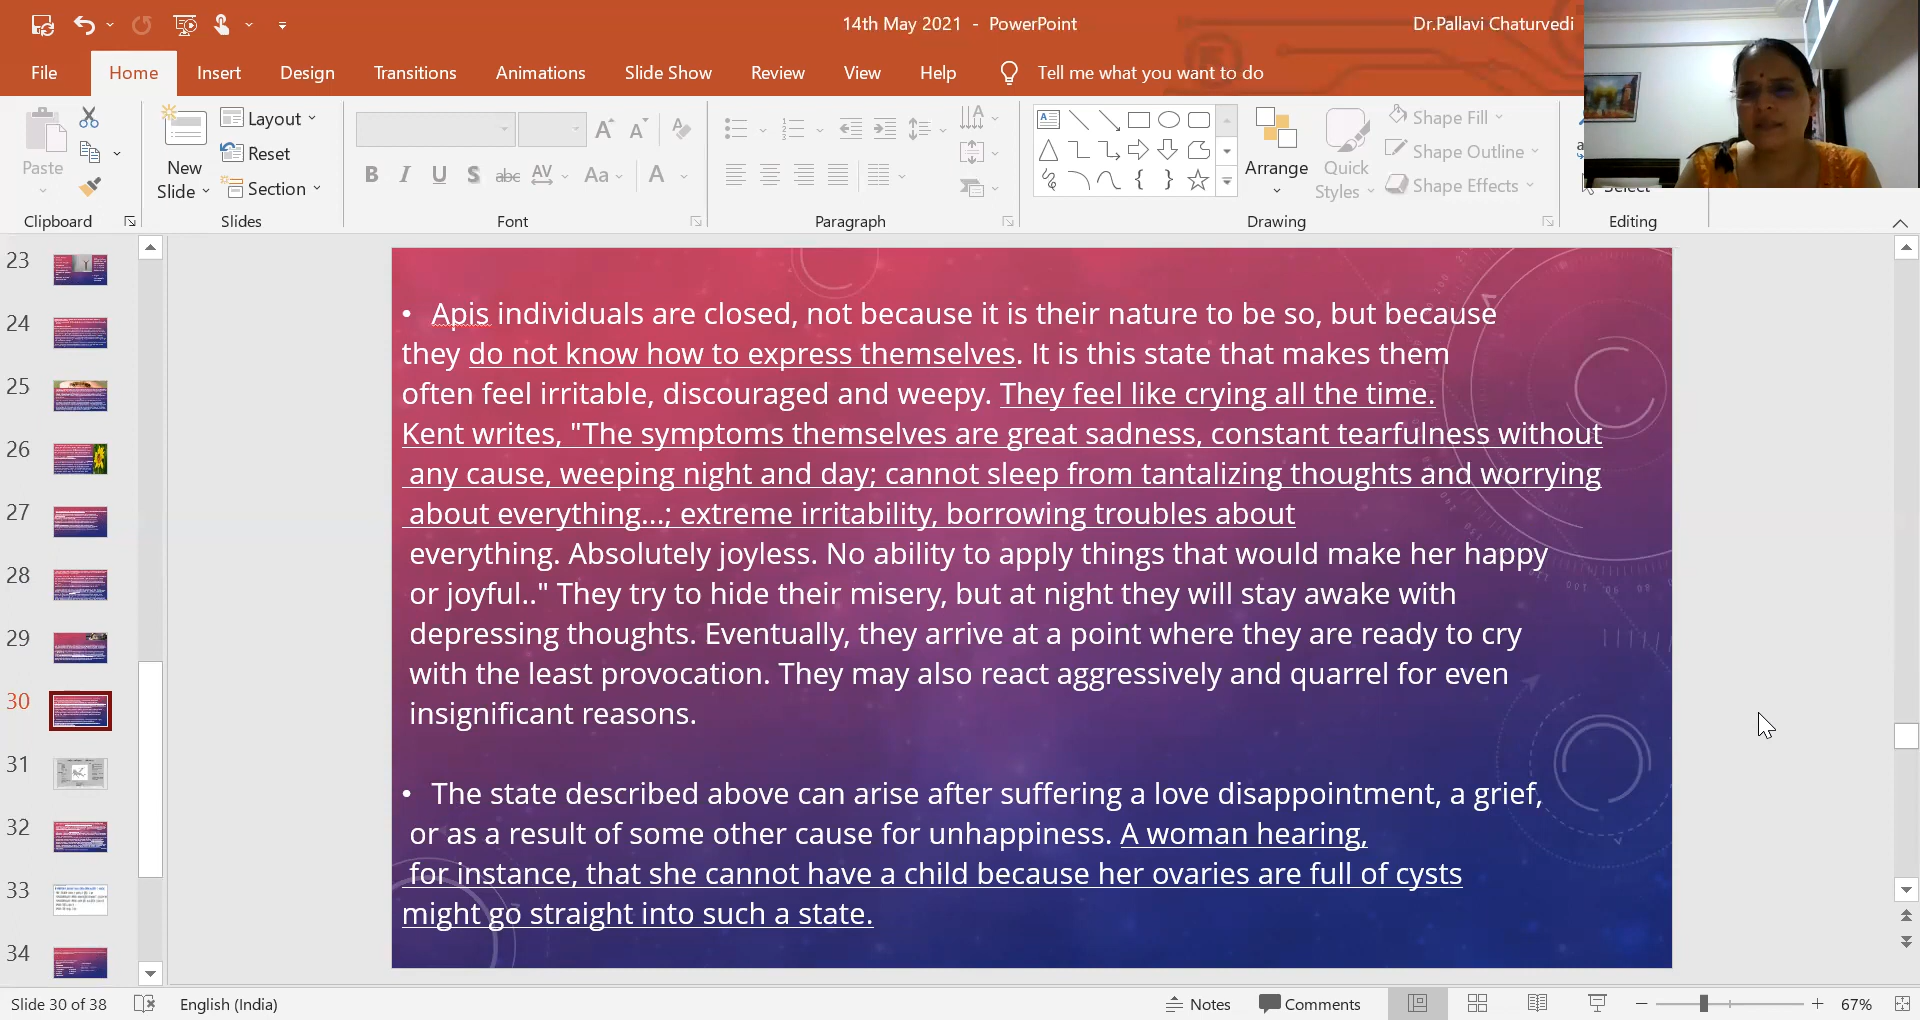 14th May 2021 - PowerPoint
Dr.Pallavi Chaturvedi
File Home Insert Design Transitions Animations Slide Show Review View Help Tell me what you want to do
Paste
Clipboard
New Slide
Layout
Reset
Section
Slides
B I U S abc AV Aa A
Font
Paragraph
Arrange
Quick Styles
Shape Fill
Shape Outline
Shape Effects
Drawing
Select
Editing
23
24
25
26
27
28
29
30
31
32
33
34
• Apis individuals are closed, not because it is their nature to be so, but because
they do not know how to express themselves. It is this state that makes them
often feel irritable, discouraged and weepy. They feel like crying all the time.
Kent writes, "The symptoms themselves are great sadness, constant tearfulness without
any cause, weeping night and day; cannot sleep from tantalizing thoughts and worrying
about everything...; extreme irritability, borrowing troubles about
everything. Absolutely joyless. No ability to apply things that would make her happy
or joyful.." They try to hide their misery, but at night they will stay awake with
depressing thoughts. Eventually, they arrive at a point where they are ready to cry
with the least provocation. They may also react aggressively and quarrel for even
insignificant reasons.
• The state described above can arise after suffering a love disappointment, a grief,
or as a result of some other cause for unhappiness. A woman hearing,
for instance, that she cannot have a child because her ovaries are full of cysts
might go straight into such a state.
Slide 30 of 38 English (India) Notes Comments 67%